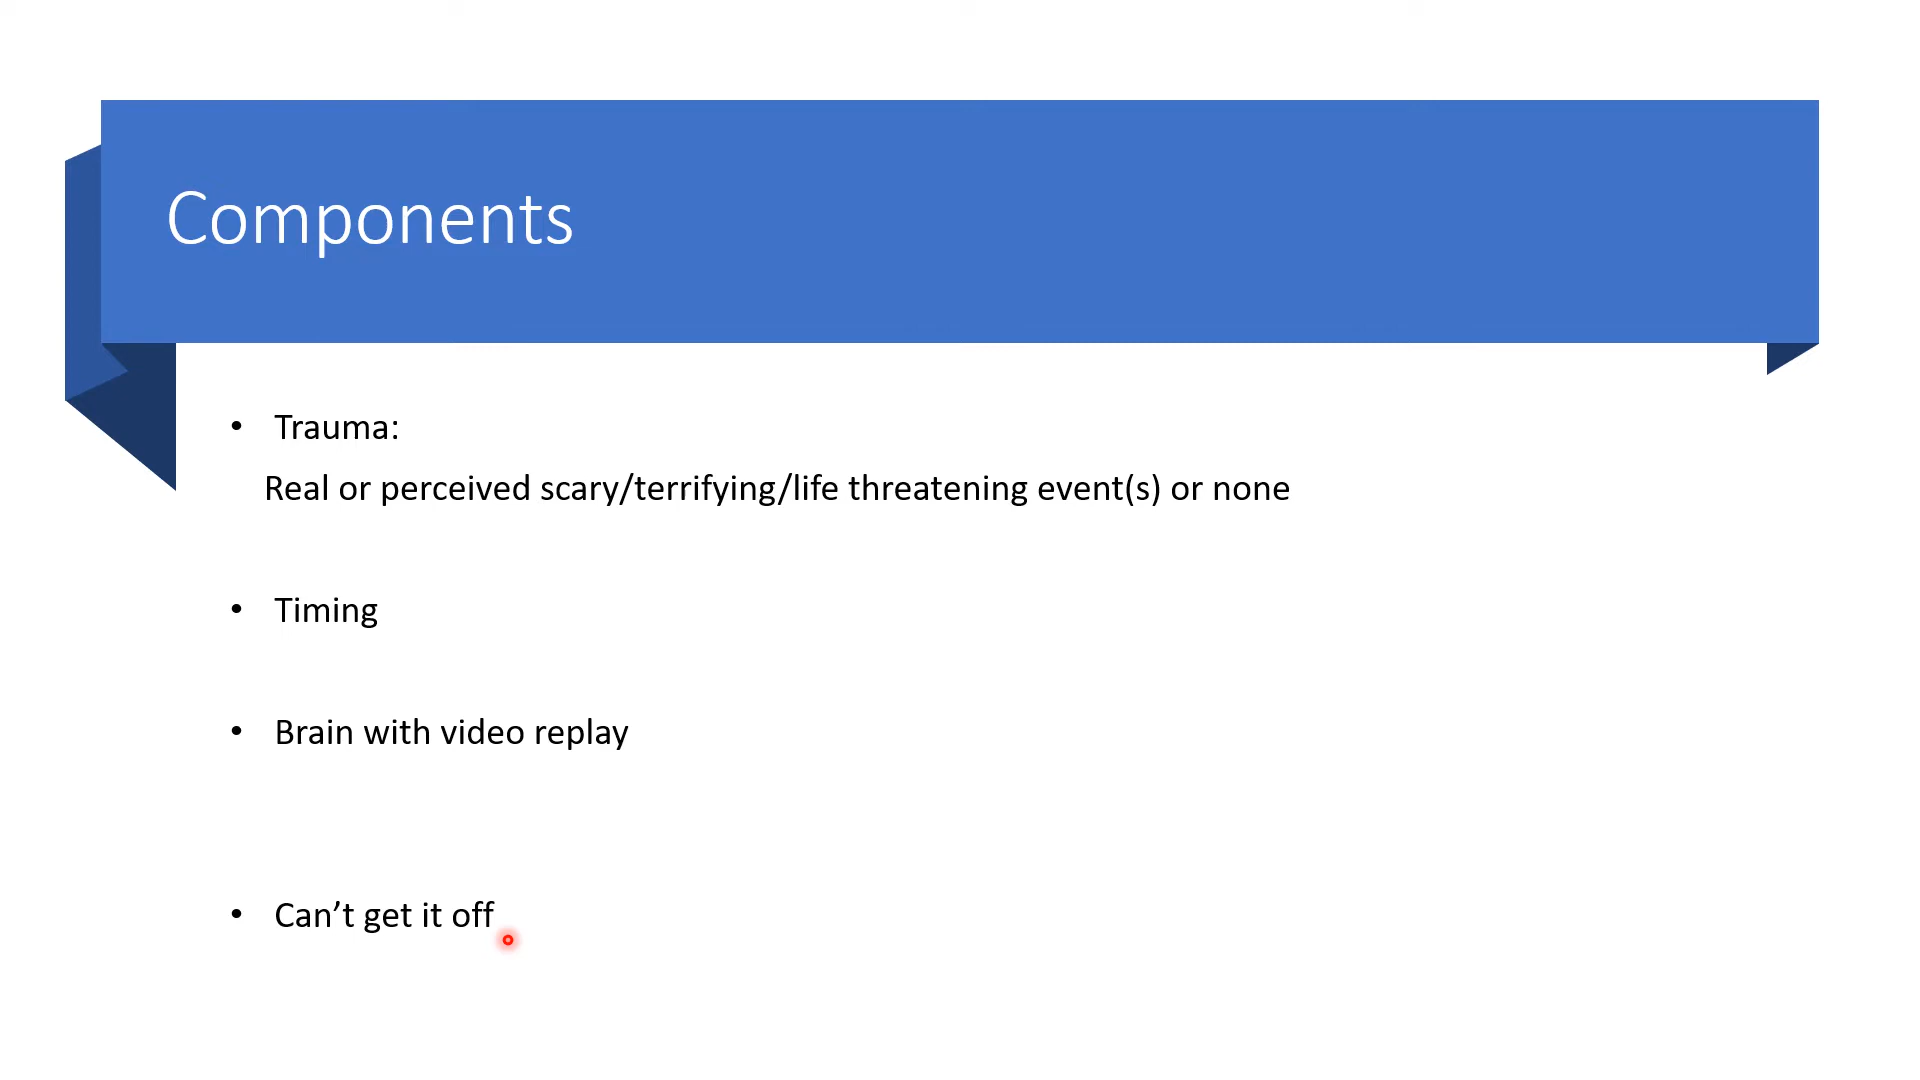 Components
• Trauma:
Real or perceived scary/terrifying/life threatening event(s) or none
• Timing
• Brain with video replay
• Can’t get it off